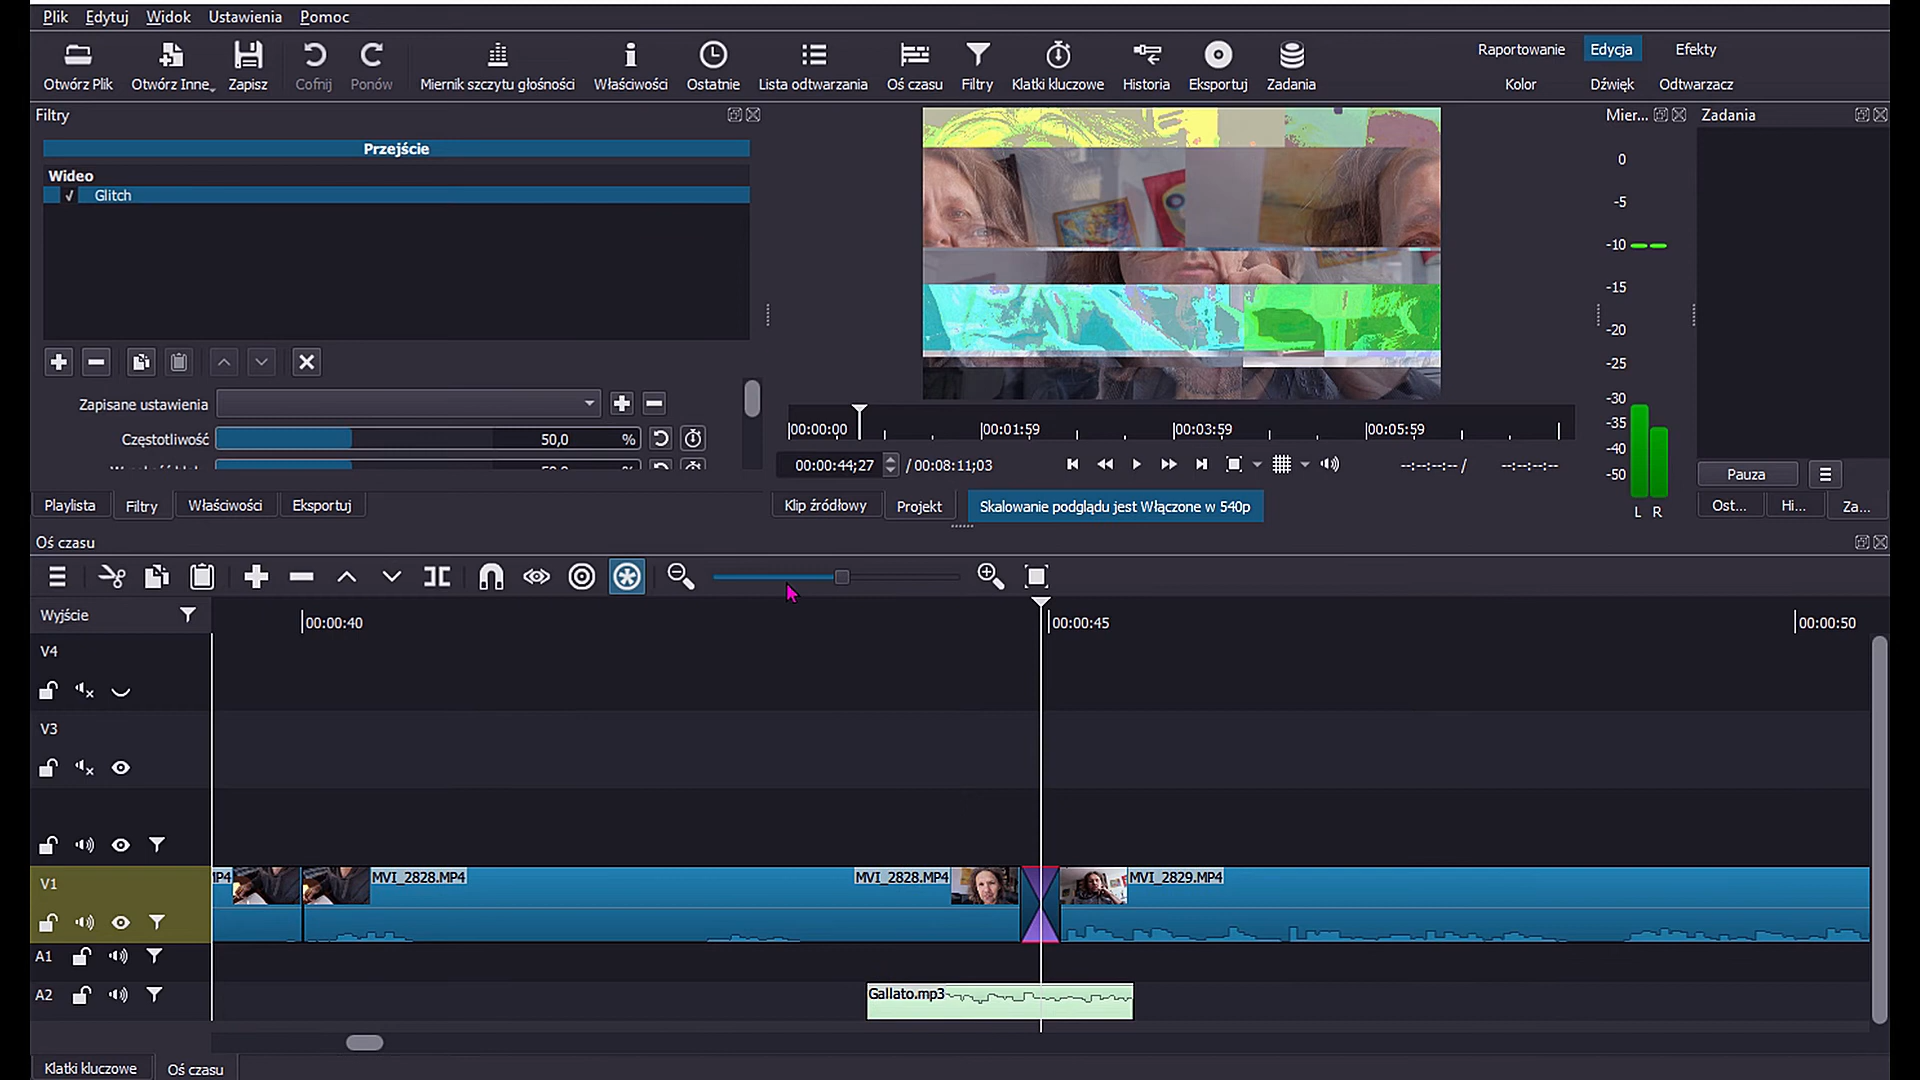 Plik Edytuj Widok Ustawienia Pomoc
Otwórz Plik Otwórz Inne Zapisz Cofnij Ponów Miernik szczytu głośności Właściwości Ostatnie Lista odtwarzania Oś czasu Filtry Klatki kluczowe Historia Eksportuj Zadania
Raportowanie Edycja Efekty
Kolor Dźwięk Odtwarzacz
Filtry
Przejście
Wideo
Glitch
Zapisane ustawienia
Częstotliwość 50,0 %
Playlista Filtry Właściwości Eksportuj
00:00:00 00:01:59 00:03:59 00:05:59
00:00:44;27 / 00:08:11;03 --:--:--:-- / --:--:--:--
Klip źródłowy Projekt Skalowanie podglądu jest Włączone w 540p
Mier...
0
-5
-10
-15
-20
-25
-30
-35
-40
-50
L R
Zadania
Pauza
Ost... Hi... Za...
Oś czasu
Wyjście
00:00:40 00:00:45 00:00:50
V4
V3
V1
IP4 MVI_2828.MP4 MVI_2828.MP4 MVI_2829.MP4
A1
A2
Gallato.mp3
Klatki kluczowe Oś czasu